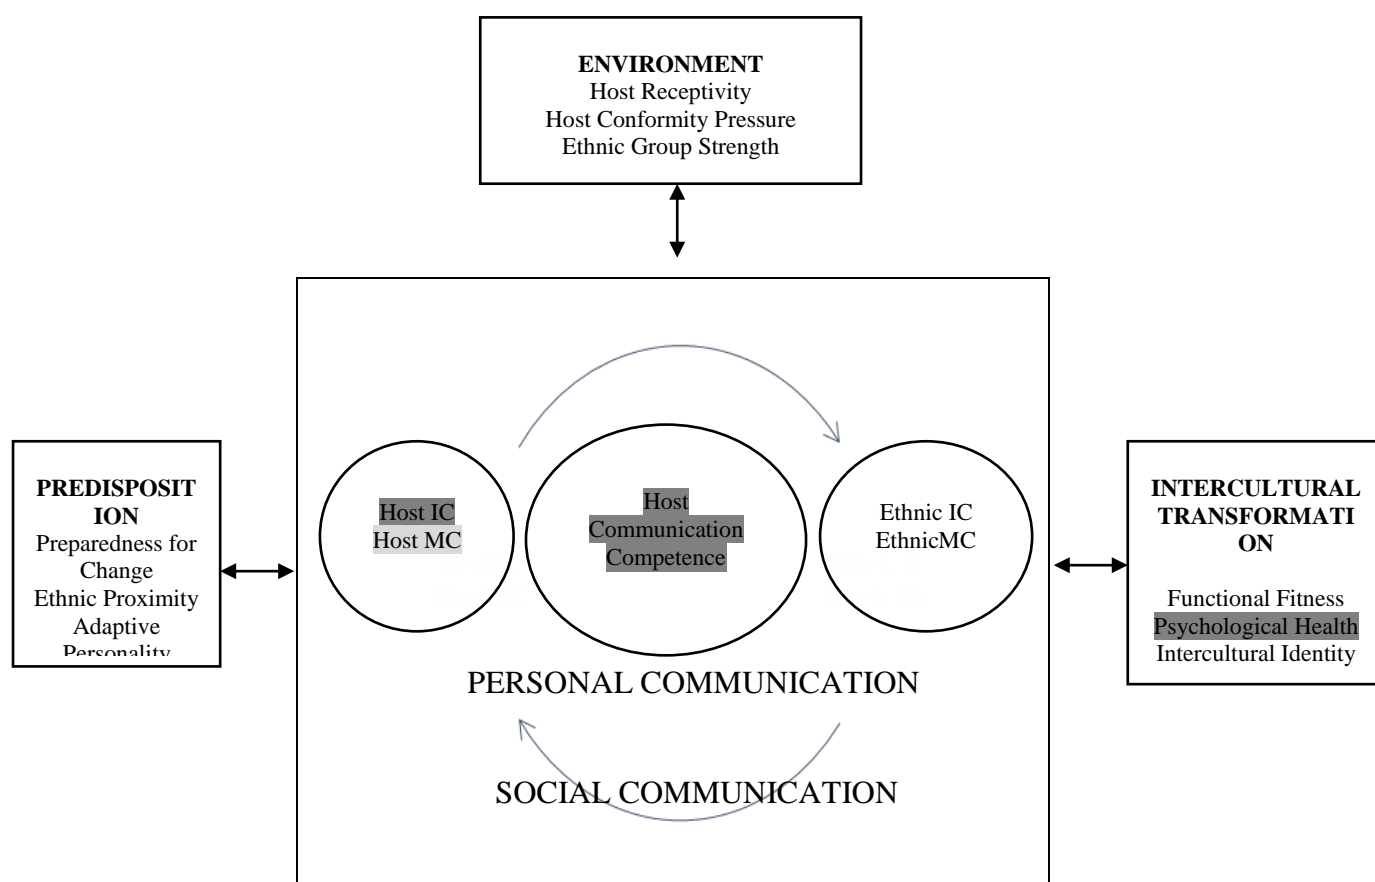 ENVIRONMENT
Host Receptivity
Host Conformity Pressure
Ethnic Group Strength
PREDISPOSIT
ION
Preparedness for
Change
Ethnic Proximity
Adaptive
Personality
Host IC
Host MC
Host
Communication
Competence
Ethnic IC
EthnicMC
INTERCULTURAL
TRANSFORMATI
ON
Functional Fitness
Psychological Health
Intercultural Identity
PERSONAL COMMUNICATION
SOCIAL COMMUNICATION